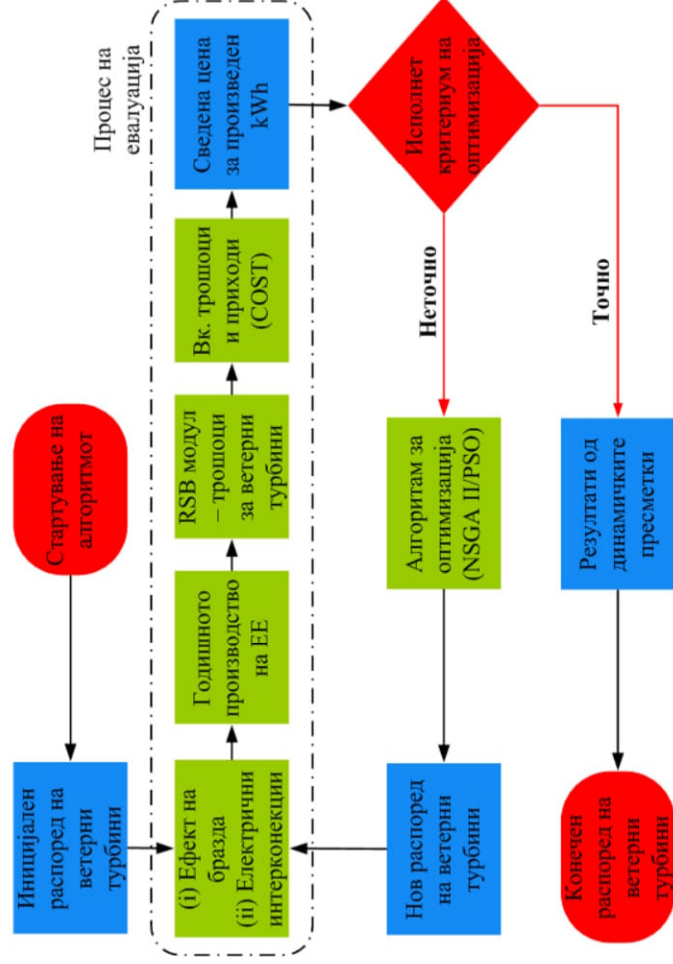 Стартување на
алгоритмот
Иницијален
распоред на
ветерни
турбини
Процес на
евалуација
(i) Ефект на
бразда
(ii) Електрични
интерконекции
Годишното
производство
на ЕЕ
RSB модул
– трошоци
за ветерни
турбини
Вк. трошоци
и приходи
(COST)
Сведена цена
за произведен
kWh
Исполнет
критериум на
оптимизација
Неточно
Алгоритам за
оптимизација
(NSGA II/PSO)
Нов распоред
на ветерни
турбини
Точно
Резултати од
динамичките
пресметки
Конечен
распоред на
ветерни
турбини